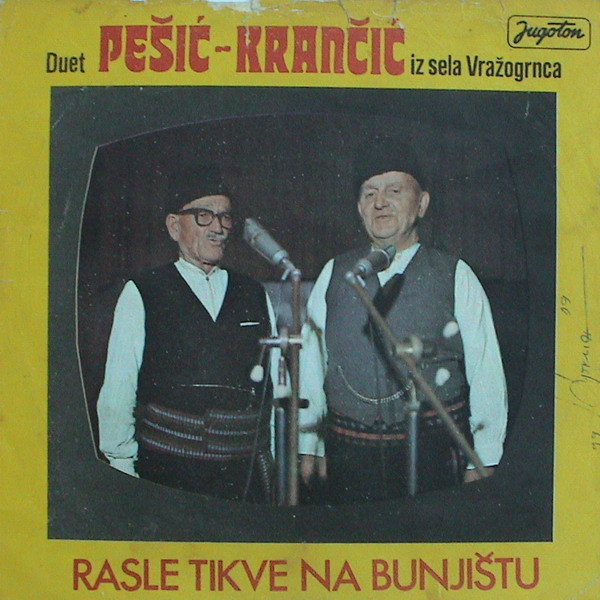 Jugoton
Duet PEŠIĆ-KRANČIĆ iz sela Vražogrnca
RASLE TIKVE NA BUNJIŠTU